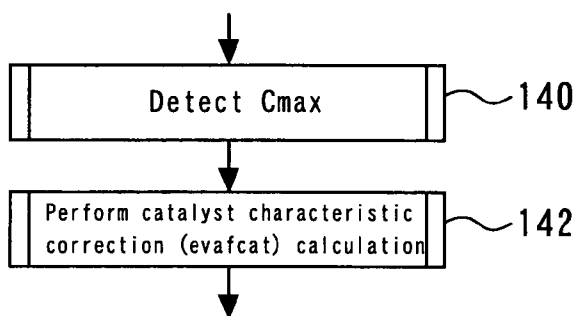 Detect Cmax
140
Perform catalyst characteristic
correction (evafcat) calculation
142